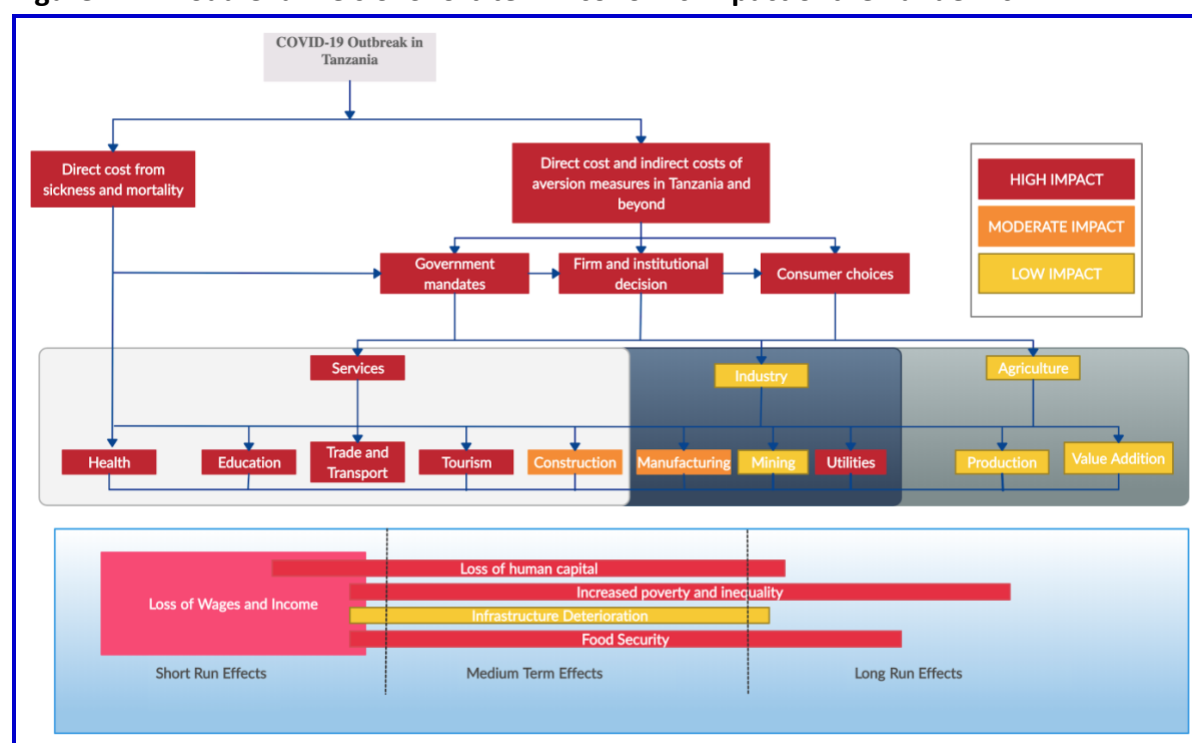 COVID-19 Outbreak in
Tanzania
Direct cost from
sickness and mortality
Direct cost and indirect costs of
aversion measures in Tanzania and
beyond
HIGH IMPACT
MODERATE IMPACT
LOW IMPACT
Government
mandates
Firm and institutional
decision
Consumer choices
Services
Industry
Agriculture
Health
Education
Trade and
Transport
Tourism
Construction
Manufacturing
Mining
Utilities
Production
Value Addition
Loss of Wages and Income
Loss of human capital
Increased poverty and inequality
Infrastructure Deterioration
Food Security
Short Run Effects
Medium Term Effects
Long Run Effects